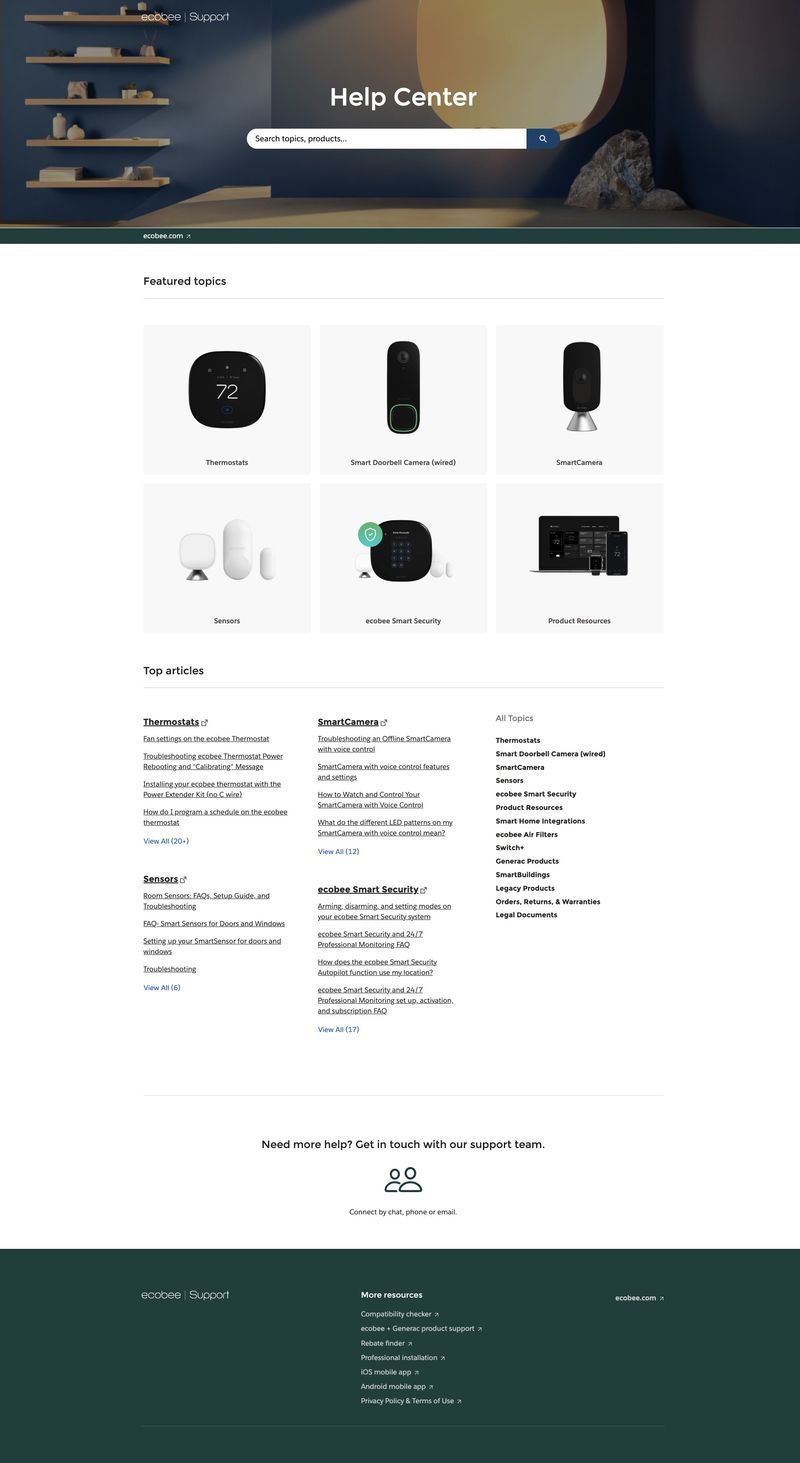 ecobee | Support
Help Center
Search topics, products...
ecobee.com
Featured topics
72
Thermostats
Smart Doorbell Camera (wired)
SmartCamera
Sensors
ecobee Smart Security
Product Resources
Top articles
Thermostats
Fan settings on the ecobee Thermostat
Troubleshooting ecobee Thermostat Power
Rebooting and "Calibrating" Message
Installing your ecobee thermostat with the
Power Extender Kit (no C wire)
How do I program a schedule on the ecobee
thermostat
View All (20+)
Sensors
Room Sensors: FAQs, Setup Guide, and
Troubleshooting
FAQ- Smart Sensors for Doors and Windows
Setting up your SmartSensor for doors and
windows
Troubleshooting
View All (6)
SmartCamera
Troubleshooting an Offline SmartCamera
with voice control
SmartCamera with voice control features
and settings
How to Watch and Control Your
SmartCamera with Voice Control
What do the different LED patterns on my
SmartCamera with voice control mean?
View All (12)
ecobee Smart Security
Arming, disarming, and setting modes on
your ecobee Smart Security system
ecobee Smart Security and 24/7
Professional Monitoring FAQ
How does the ecobee Smart Security
Autopilot function use my location?
ecobee Smart Security and 24/7
Professional Monitoring set up, activation,
and subscription FAQ
View All (17)
All Topics
Thermostats
Smart Doorbell Camera (wired)
SmartCamera
Sensors
ecobee Smart Security
Product Resources
Smart Home Integrations
ecobee Air Filters
Switch+
Generac Products
SmartBuildings
Legacy Products
Orders, Returns, & Warranties
Legal Documents
Need more help? Get in touch with our support team.
Connect by chat, phone or email.
ecobee | Support
More resources
Compatibility checker
ecobee + Generac product support
Rebate finder
Professional installation
iOS mobile app
Android mobile app
Privacy Policy & Terms of Use
ecobee.com